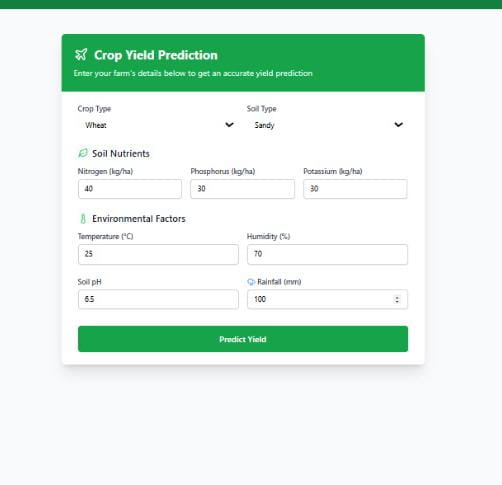 Crop Yield Prediction
Enter your farm's details below to get an accurate yield prediction
Crop Type Soil Type
Wheat Sandy
Soil Nutrients
Nitrogen (kg/ha) Phosphorus (kg/ha) Potassium (kg/ha)
40 30 30
Environmental Factors
Temperature (°C) Humidity (%)
25 70
Soil pH Rainfall (mm)
6.5 100
Predict Yield